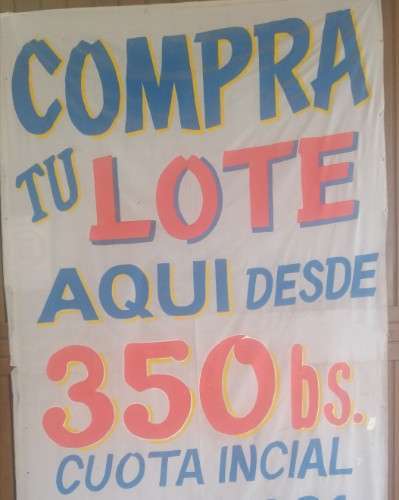 COMPRA
TU LOTE
AQUI DESDE
350 bs.
CUOTA INCIAL